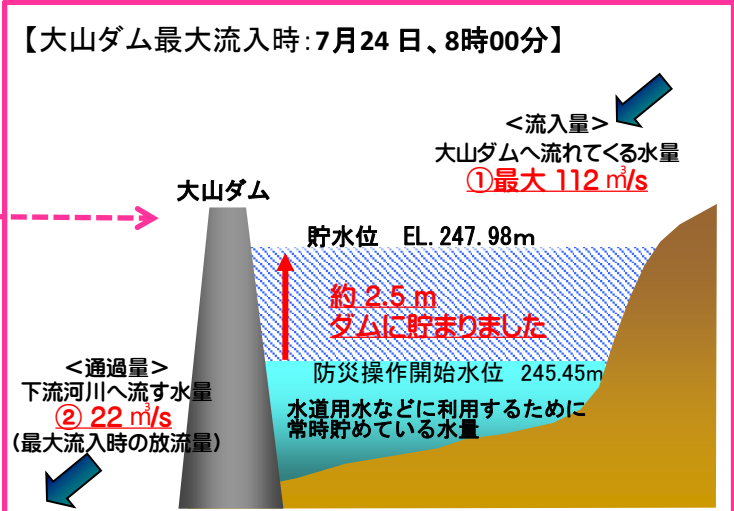 【大山ダム最大流入時：7月24 日、8時00分】
＜流入量＞
大山ダムへ流れてくる水量
①最大 112 ㎥/s
大山ダム
貯水位　EL.247.98m
約 2.5 m
ダムに貯まりました
防災操作開始水位　245.45m
水道用水などに利用するために
常時貯めている水量
＜通過量＞
下流河川へ流す水量
② 22 ㎥/s
(最大流入時の放流量)